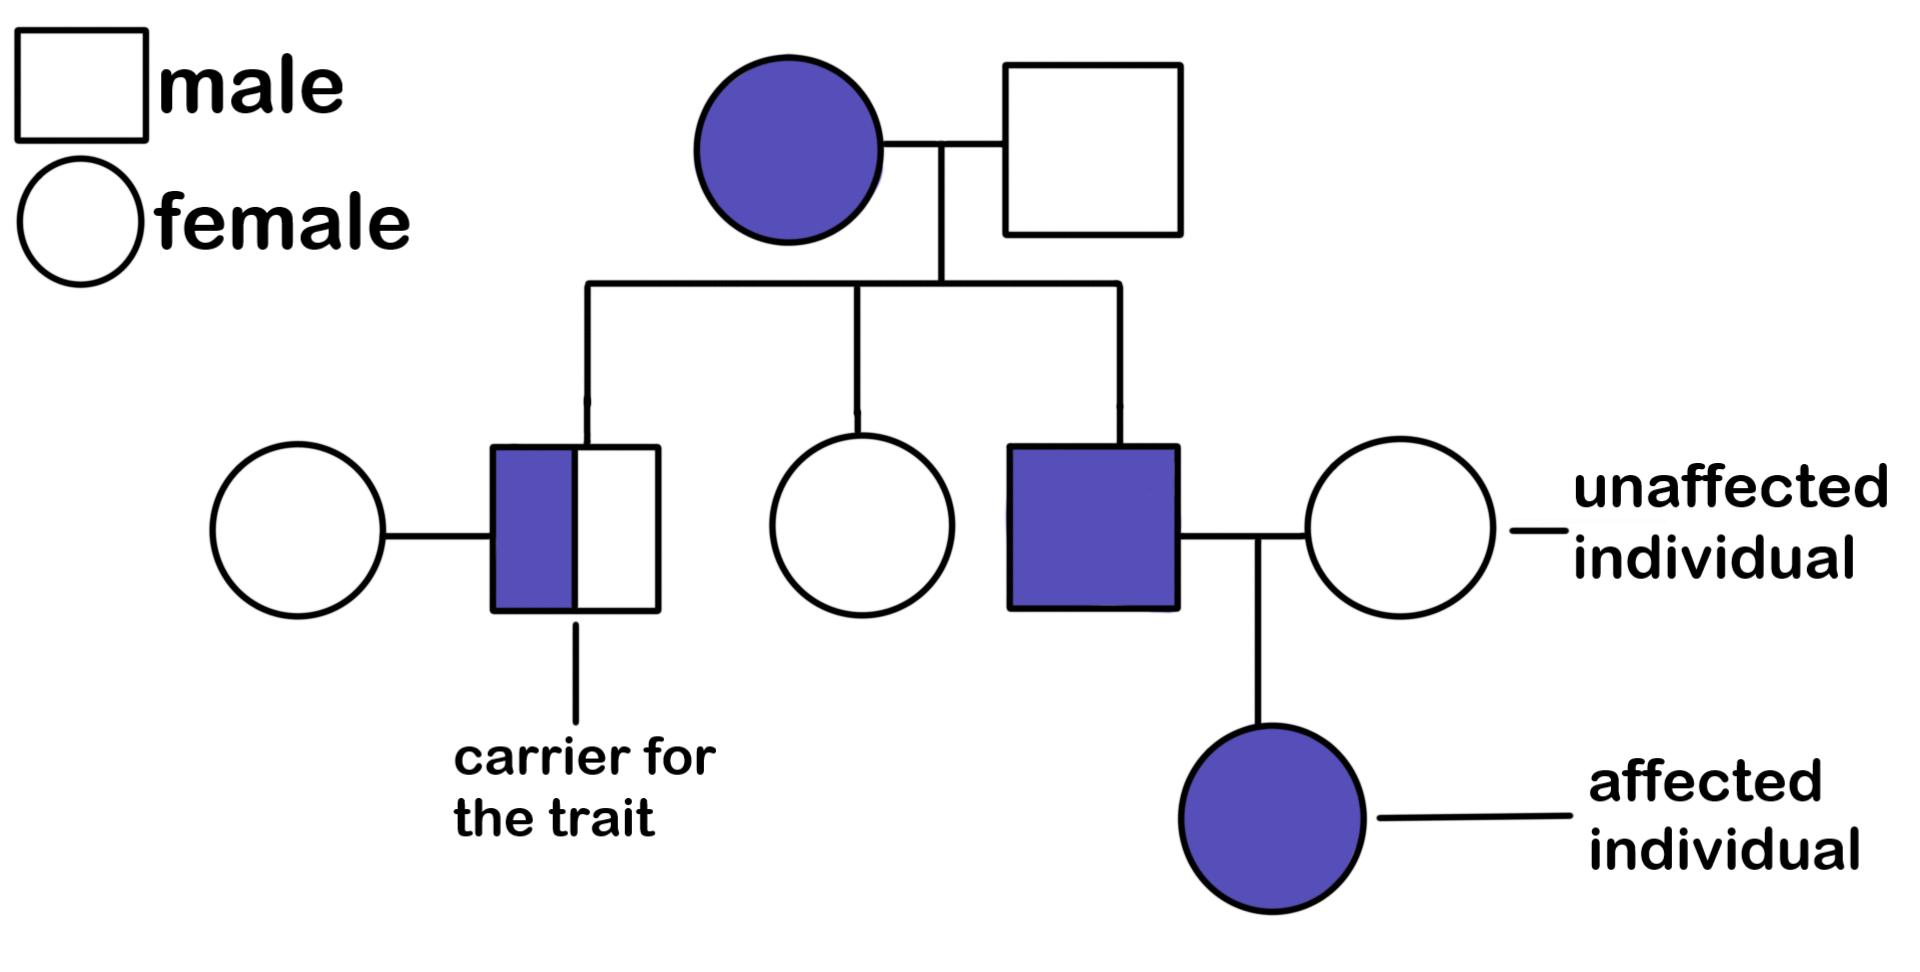 male
female
unaffected
individual
carrier for
the trait
affected
individual